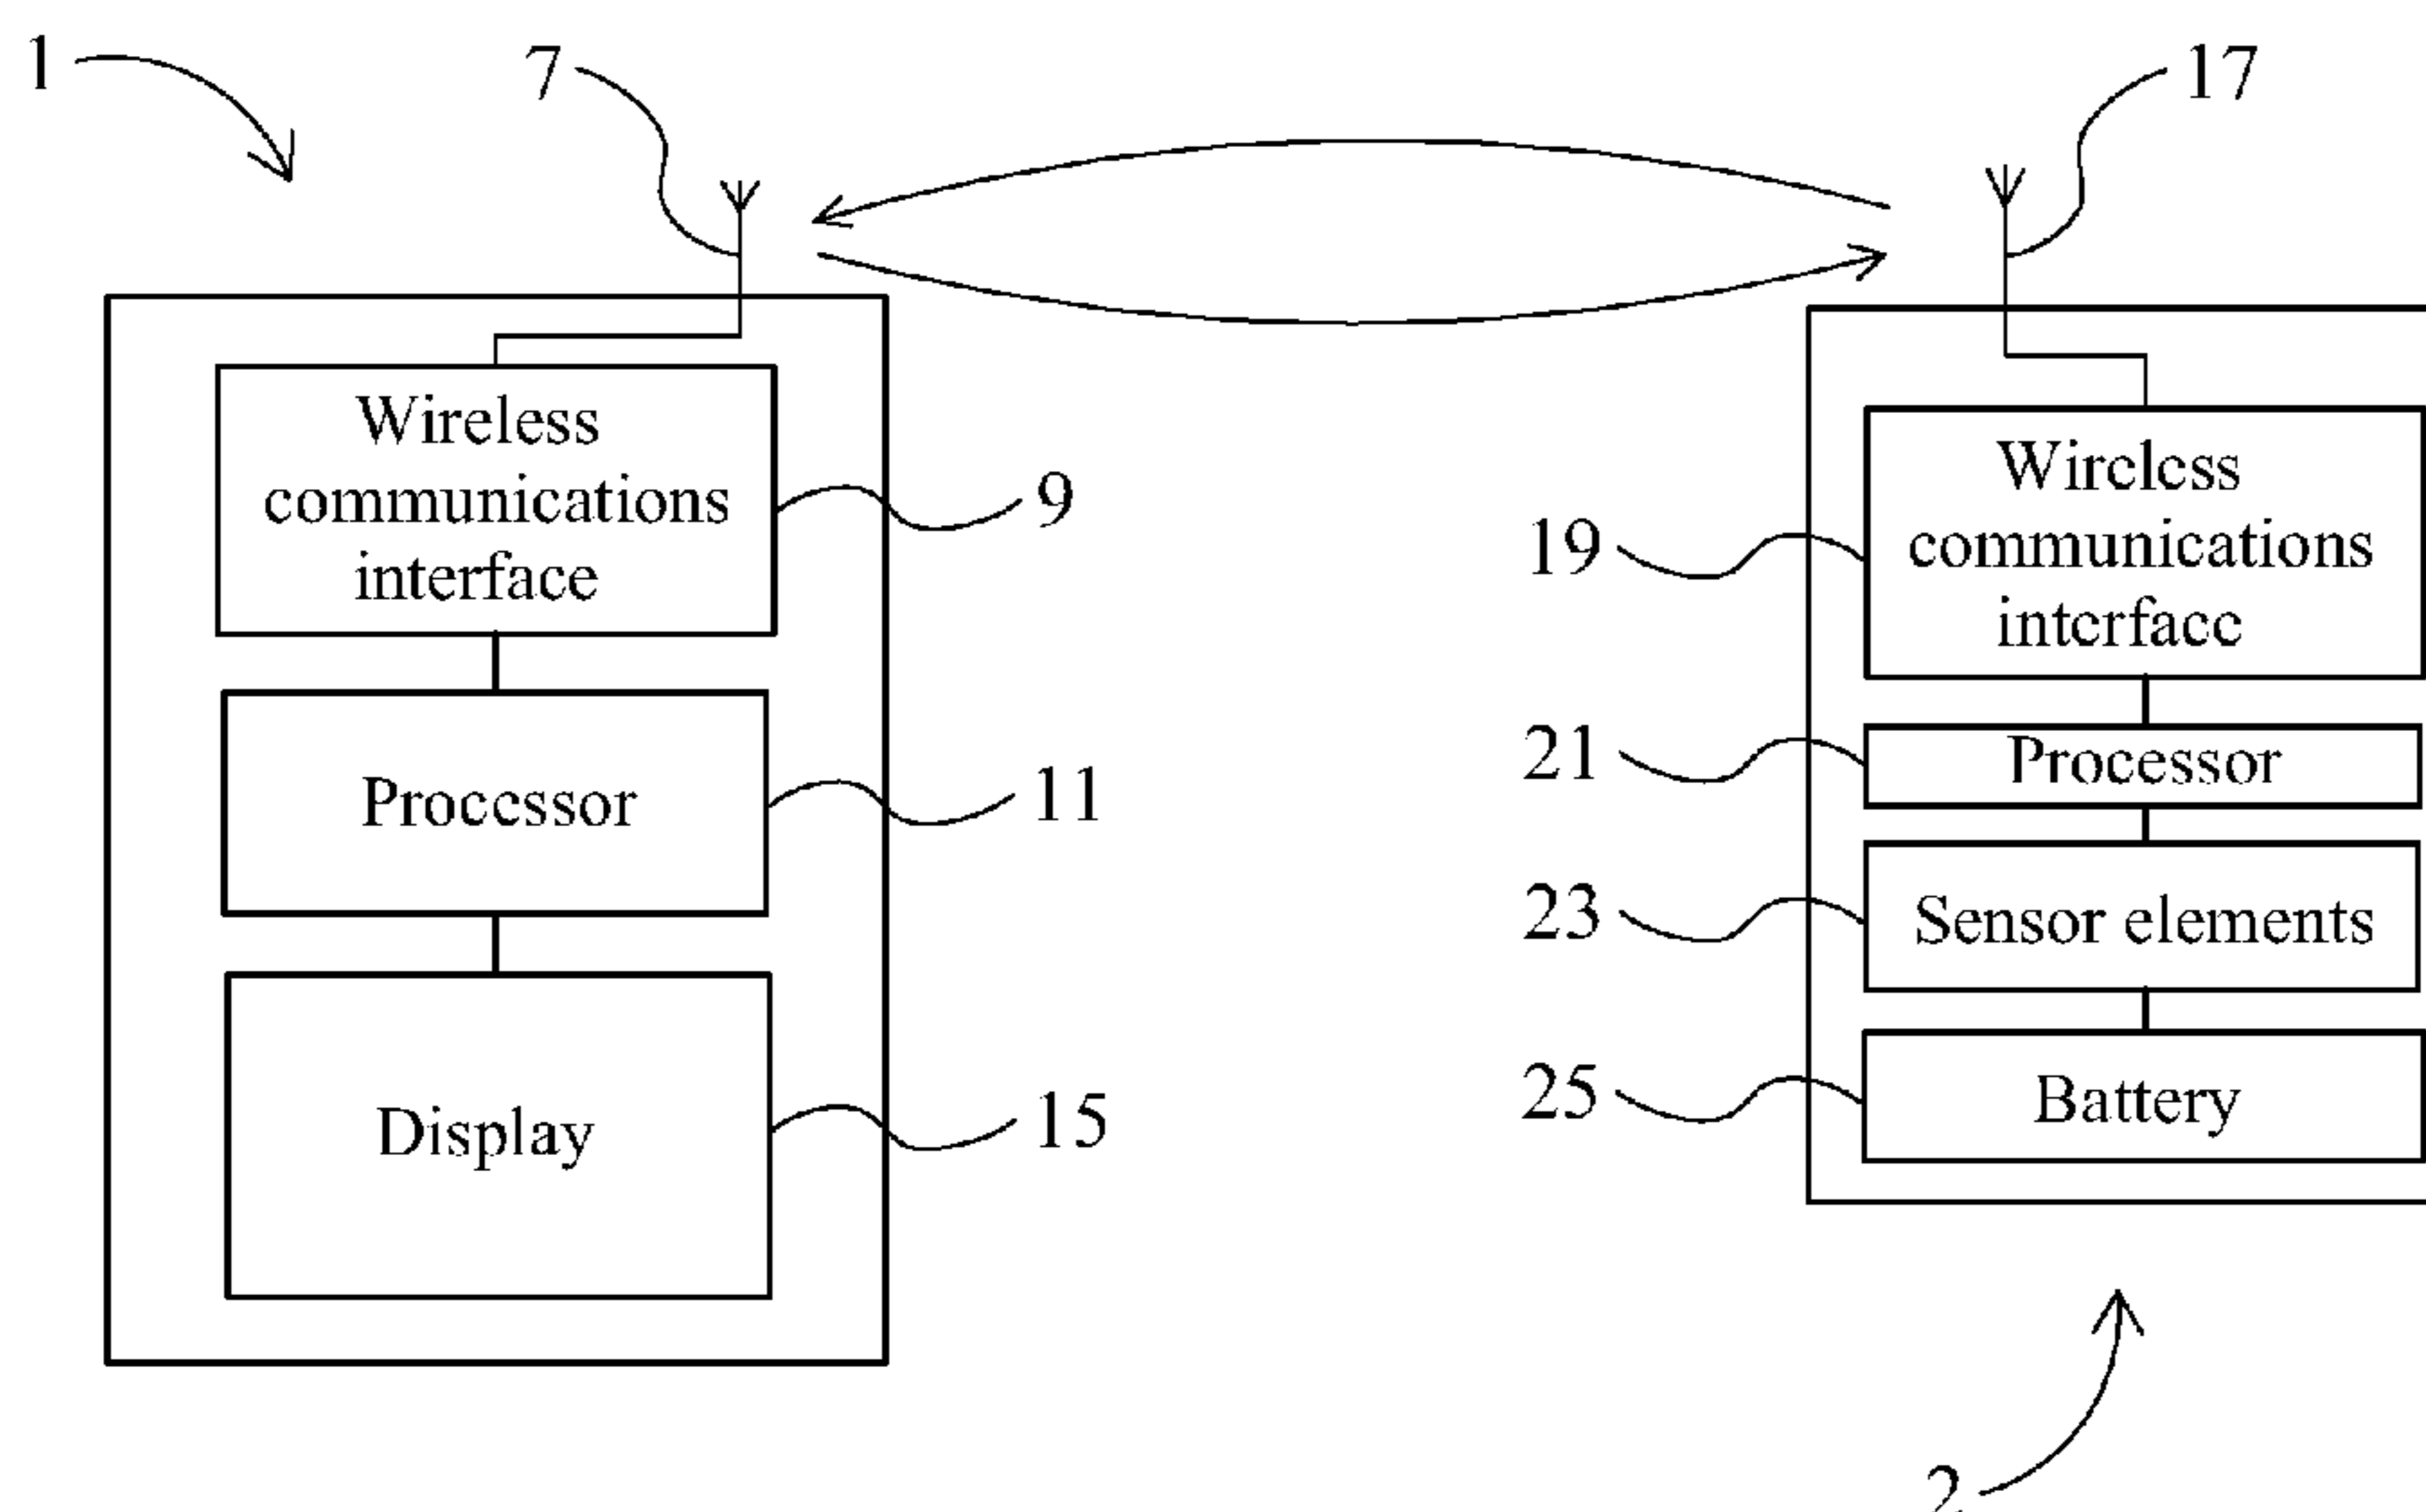 1
7
17
Wireless
communications
interface
9
Processor
11
Display
15
Wireless
communications
interface
19
Processor
21
Sensor elements
23
Battery
25
2